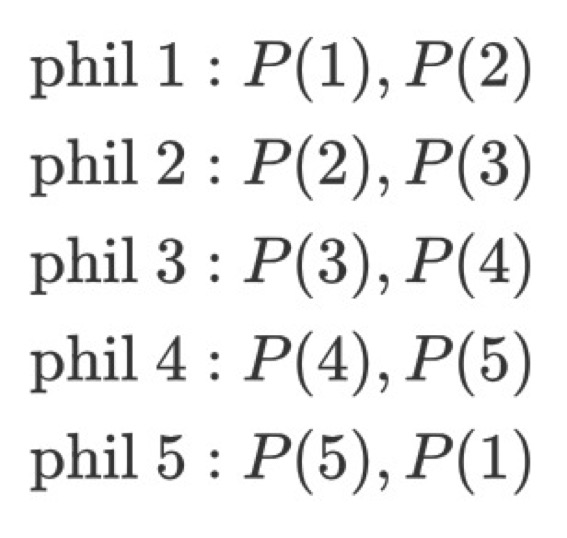 phil 1 : P(1), P(2)
phil 2 : P(2), P(3)
phil 3 : P(3), P(4)
phil 4 : P(4), P(5)
phil 5 : P(5), P(1)